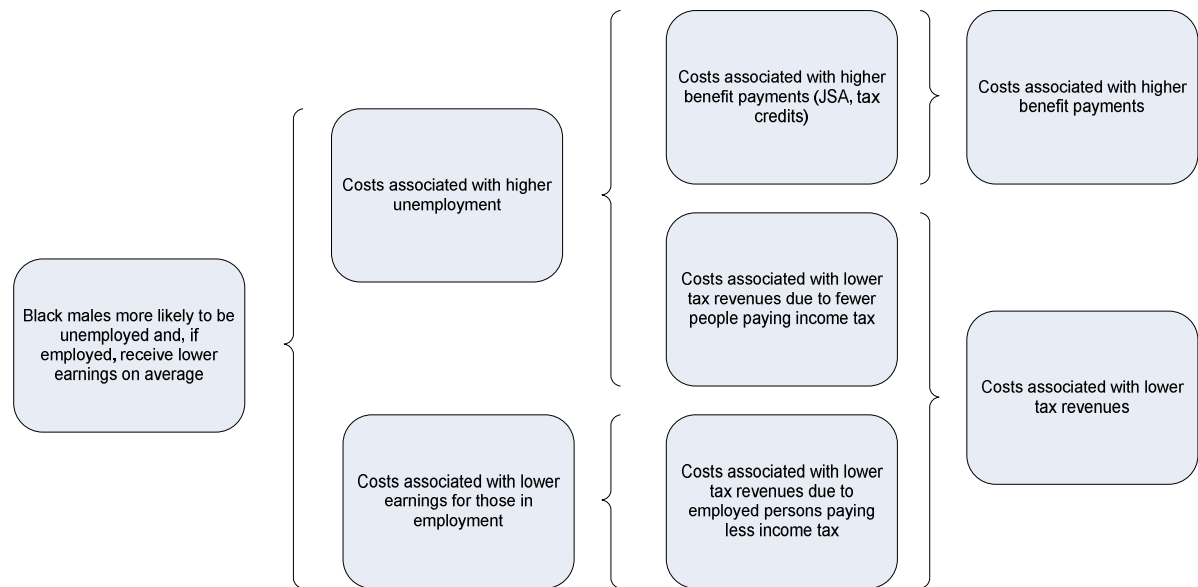 Black males more likely to be
unemployed and, if
employed, receive lower
earnings on average
Costs associated with higher
unemployment
Costs associated with lower
earnings for those in
employment
Costs associated with higher
benefit payments (JSA, tax
credits)
Costs associated with lower
tax revenues due to fewer
people paying income tax
Costs associated with lower
tax revenues due to
employed persons paying
less income tax
Costs associated with higher
benefit payments
Costs associated with lower
tax revenues